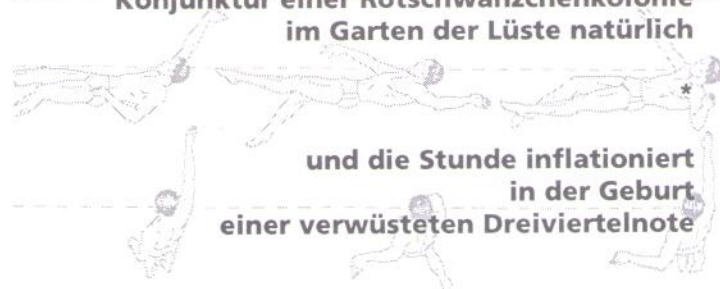 Konjunktur einer Rotschwänzchenkolonie
im Garten der Lüste natürlich
*
und die Stunde inflationiert
in der Geburt
einer verwüsteten Dreiviertelnote